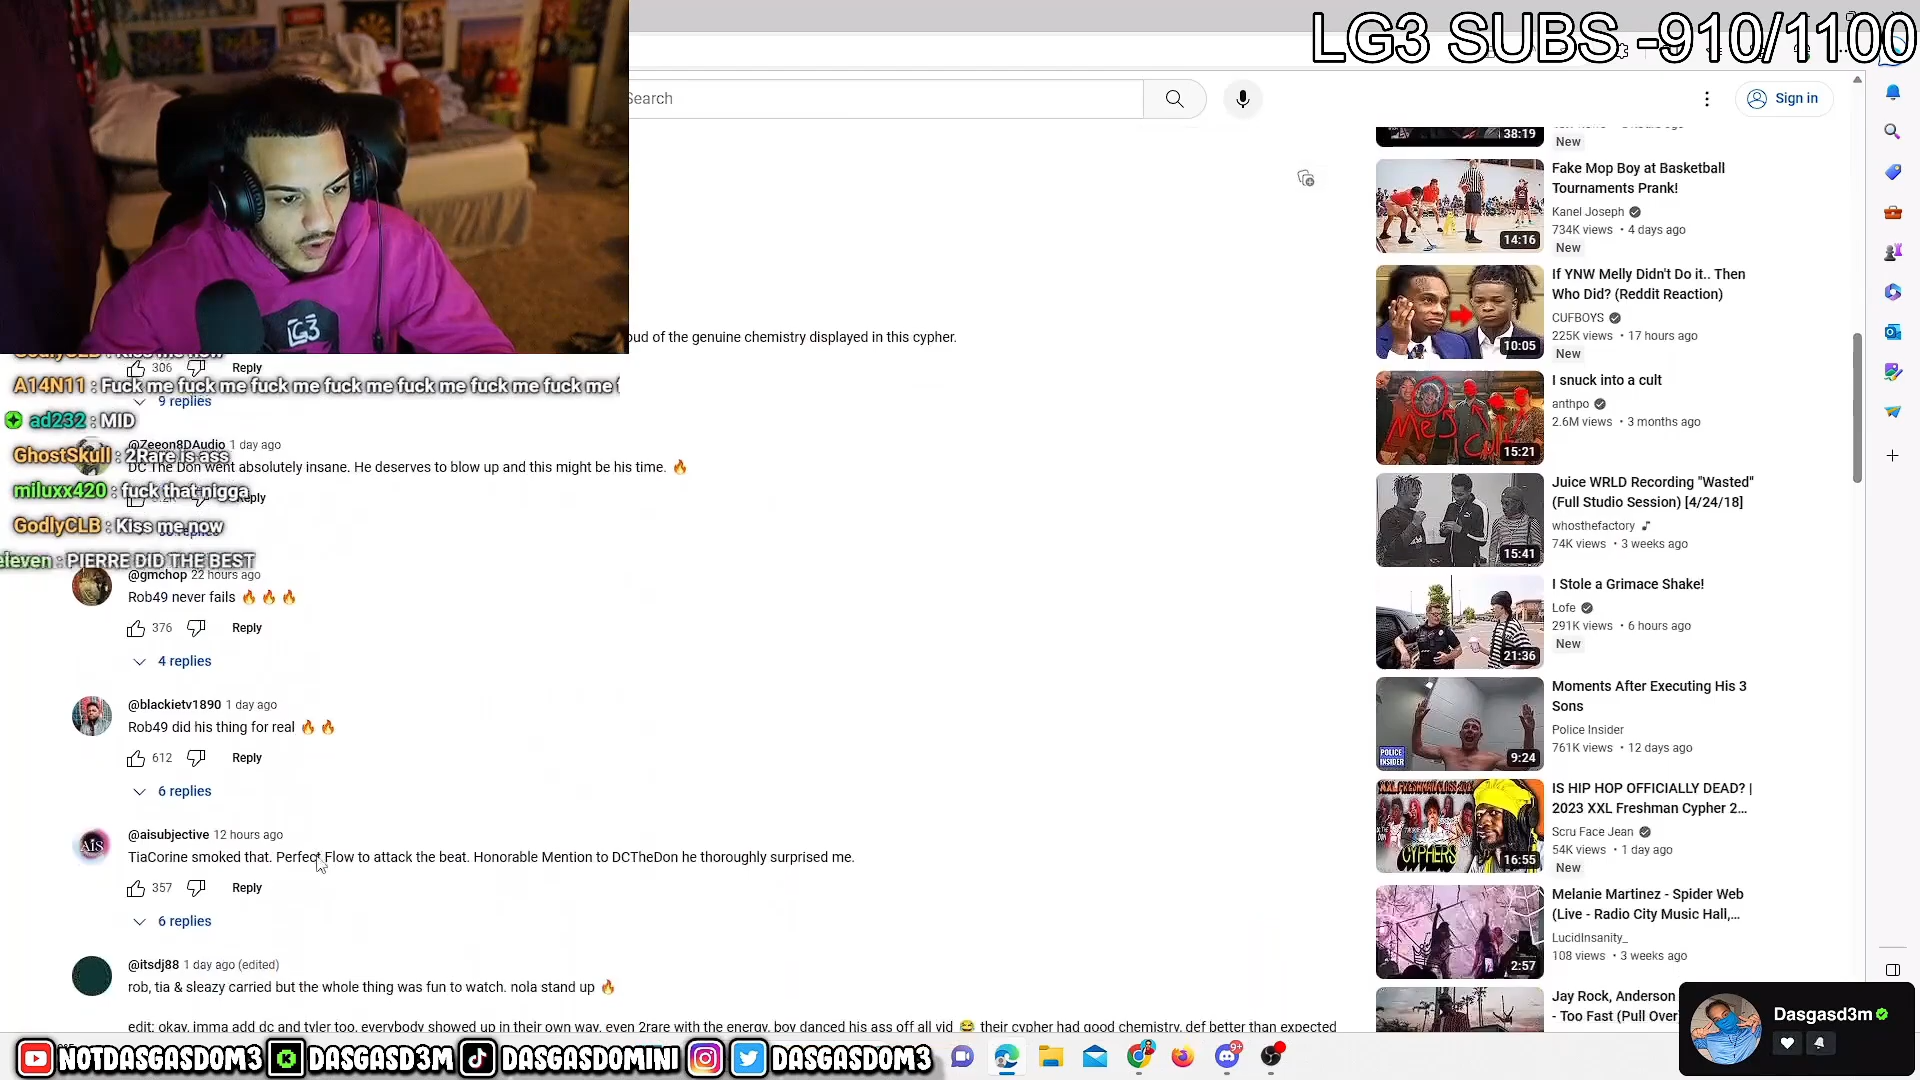 LG3 SUBS -910/1100
Search
Sign in
LG3
oud of the genuine chemistry displayed in this cypher.
306
Reply
9 replies
A14N11 : Fuck me fuck me fuck me fuck me fuck me fuck me fuck me f
ad232 : MID
GhostSkull : 2Rare is ass
miluxx420 : fuck that nigga
GodlyCLB : Kiss me now
eleven : PIERRE DID THE BEST
@Zeeon8DAudio 1 day ago
DC The Don went absolutely insane. He deserves to blow up and this might be his time. 🔥
Reply
@gmchop 22 hours ago
Rob49 never fails 🔥 🔥 🔥
376
Reply
4 replies
@blackietv1890 1 day ago
Rob49 did his thing for real 🔥 🔥
612
Reply
6 replies
AIS
@aisubjective 12 hours ago
TiaCorine smoked that. Perfect Flow to attack the beat. Honorable Mention to DCTheDon he thoroughly surprised me.
357
Reply
6 replies
@itsdj88 1 day ago (edited)
rob, tia & sleazy carried but the whole thing was fun to watch. nola stand up 🔥
edit: okay, imma add dc and tyler too, everybody showed up in their own way, even 2rare with the energy, boy danced his ass off all vid 😂 their cypher had good chemistry, def better than expected
38:19
New
Fake Mop Boy at Basketball
Tournaments Prank!
Kanel Joseph
734K views • 4 days ago
New
14:16
If YNW Melly Didn't Do it.. Then
Who Did? (Reddit Reaction)
CUFBOYS
225K views • 17 hours ago
New
10:05
I snuck into a cult
anthpo
2.6M views • 3 months ago
Me
15:21
Juice WRLD Recording "Wasted"
(Full Studio Session) [4/24/18]
whosthefactory
74K views • 3 weeks ago
15:41
I Stole a Grimace Shake!
Lofe
291K views • 6 hours ago
New
21:36
Moments After Executing His 3
Sons
Police Insider
761K views • 12 days ago
POLICE
INSIDER
9:24
IS HIP HOP OFFICIALLY DEAD? |
2023 XXL Freshman Cypher 2...
Scru Face Jean
54K views • 1 day ago
New
CYPHERS
16:55
Melanie Martinez - Spider Web
(Live - Radio City Music Hall,...
LucidInsanity_
108 views • 3 weeks ago
2:57
Jay Rock, Anderson
- Too Fast (Pull Over
Dasgasd3m
NOTDASGASDOM3
DASGASD3M
DASGASDOMINI
DASGASDOM3
9+